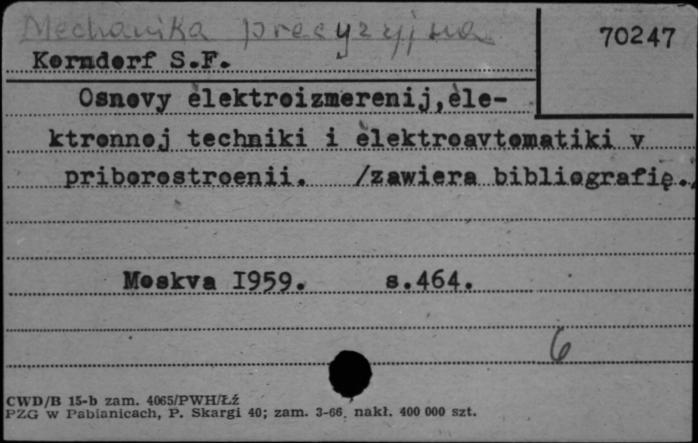 Mechanika precyzyjna
70247
Korndorf S.F.
Osnovy èlektroizmerenij,èle-
ktronnoj techniki i èlektroavtomatiki v
priborostroenii. /zawiera bibliografię.
Moskva I959. s.464.
6
CWD/B 15-b zam. 4065/PWH/Łź
PZG w Pabianicach, P. Skargi 40; zam. 3-66, nakł. 400 000 szt.